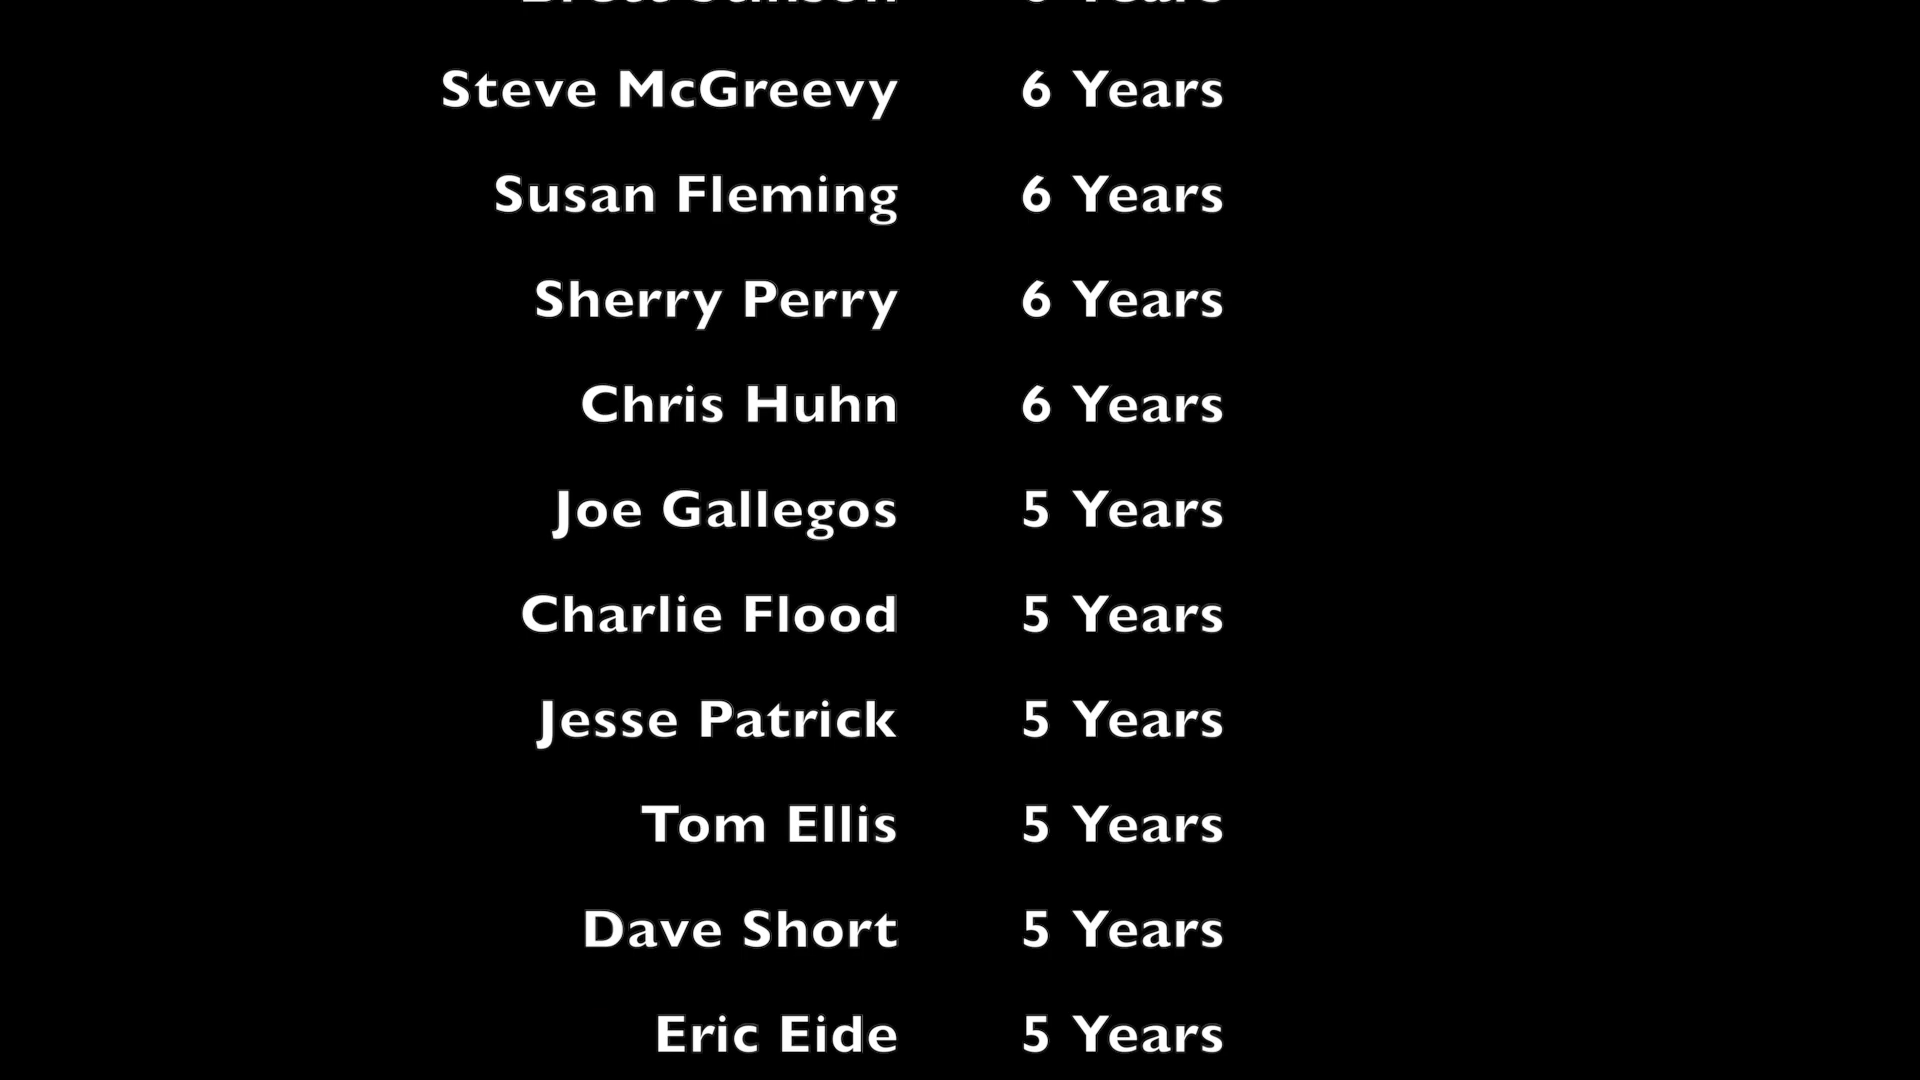 Steve McGreevy 6 Years
Susan Fleming 6 Years
Sherry Perry 6 Years
Chris Huhn 6 Years
Joe Gallegos 5 Years
Charlie Flood 5 Years
Jesse Patrick 5 Years
Tom Ellis 5 Years
Dave Short 5 Years
Eric Eide 5 Years